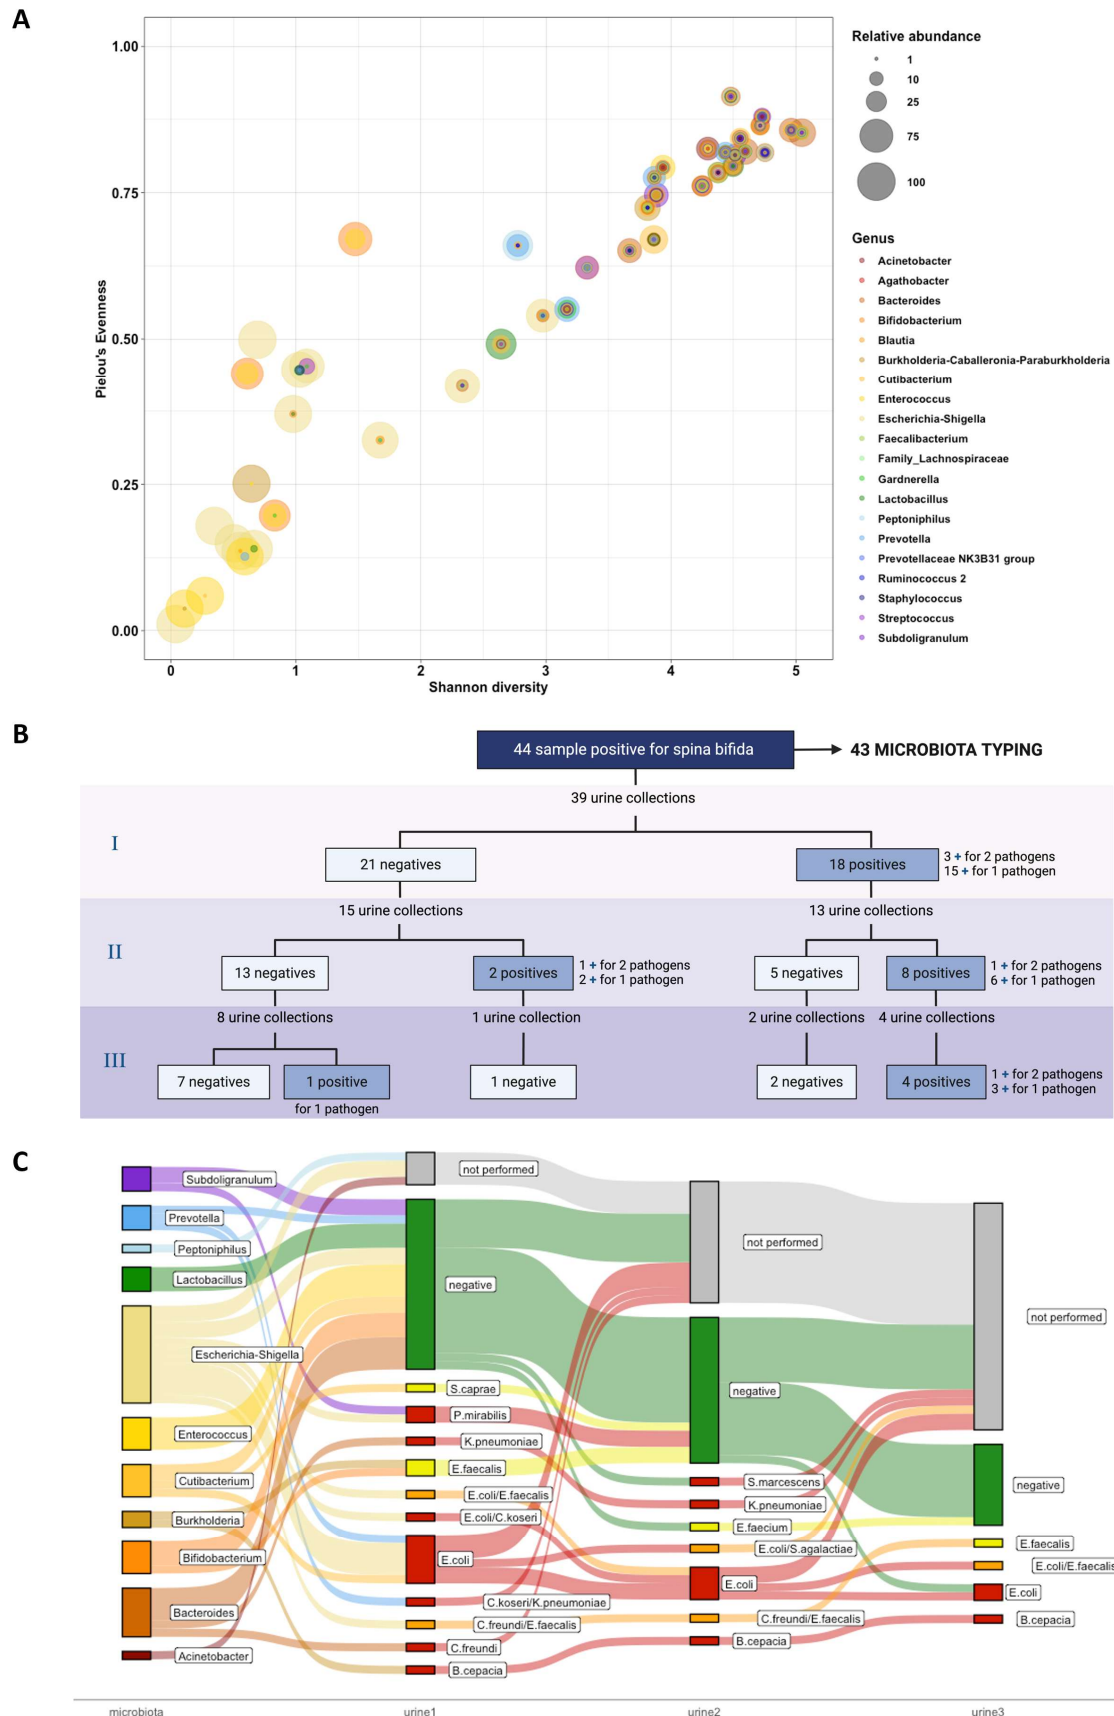 A
1.00
0.75
0.50
0.25
0.00
Pielou's Evenness
0
1
2
3
4
5
Shannon diversity
Relative abundance
1
10
25
75
100
Genus
Acinetobacter
Agathobacter
Bacteroides
Bifidobacterium
Blautia
Burkholderia-Caballeronia-Paraburkholderia
Cutibacterium
Enterococcus
Escherichia-Shigella
Faecalibacterium
Family_Lachnospiraceae
Gardnerella
Lactobacillus
Peptoniphilus
Prevotella
Prevotellaceae NK3B31 group
Ruminococcus 2
Staphylococcus
Streptococcus
Subdoligranulum
B
44 sample positive for spina bifida
43 MICROBIOTA TYPING
39 urine collections
I
21 negatives
18 positives
3 + for 2 pathogens
15 + for 1 pathogen
15 urine collections
13 urine collections
II
13 negatives
2 positives
1 + for 2 pathogens
2 + for 1 pathogen
5 negatives
8 positives
1 + for 2 pathogens
6 + for 1 pathogen
8 urine collections
1 urine collection
2 urine collections
4 urine collections
III
7 negatives
1 positive
for 1 pathogen
1 negative
2 negatives
4 positives
1 + for 2 pathogens
3 + for 1 pathogen
C
Subdoligranulum
Prevotella
Peptoniphilus
Lactobacillus
Escherichia-Shigella
Enterococcus
Cutibacterium
Burkholderia
Bifidobacterium
Bacteroides
Acinetobacter
not performed
negative
S.caprae
P.mirabilis
K.pneumoniae
E.faecalis
E.coli/E.faecalis
E.coli/C.koseri
E.coli
C.koseri/K.pneumoniae
C.freundi/E.faecalis
C.freundi
B.cepacia
not performed
negative
S.marcescens
K.pneumoniae
E.faecium
E.coli/S.agalactiae
E.coli
C.freundi/E.faecalis
B.cepacia
not performed
negative
E.faecalis
E.coli/E.faecalis
E.coli
B.cepacia
microbiota
urine1
urine2
urine3